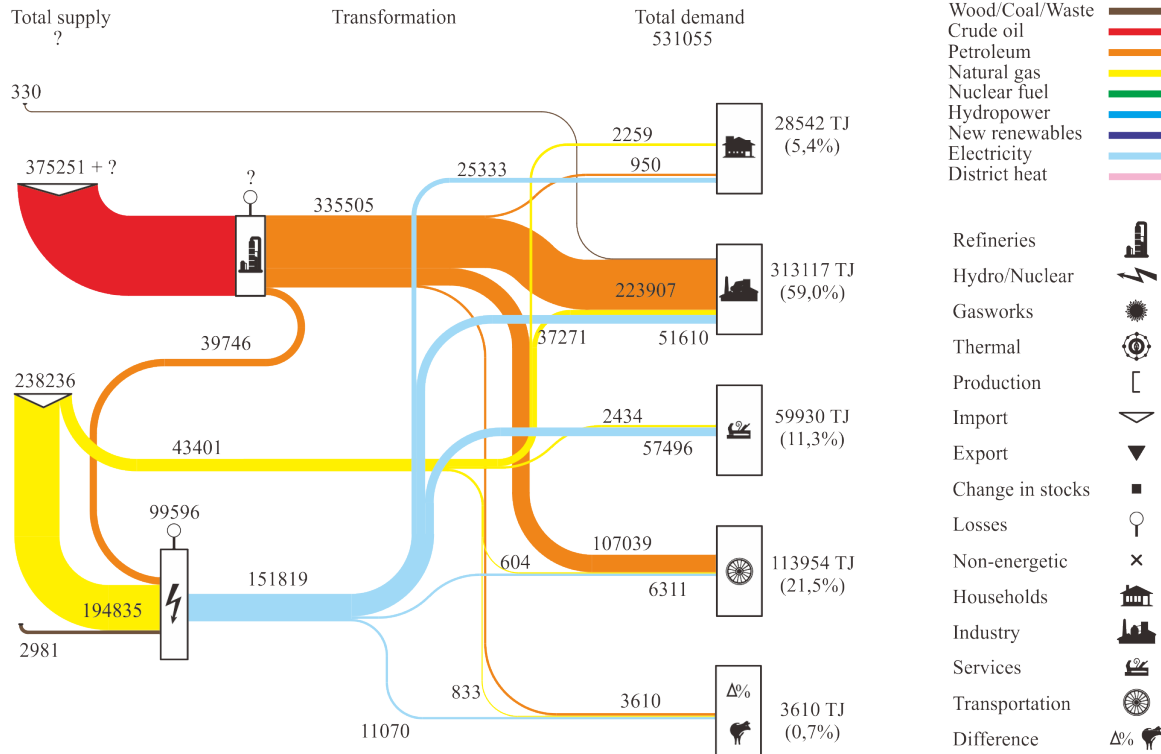 Total supply
?
Transformation
Total demand
531055
330
375251 + ?
?
335505
39746
238236
43401
99596
194835
2981
151819
25333
2259
950
223907
37271
51610
2434
57496
107039
604
6311
833
3610
11070
28542 TJ
(5,4%)
313117 TJ
(59,0%)
59930 TJ
(11,3%)
113954 TJ
(21,5%)
Δ%
3610 TJ
(0,7%)
Wood/Coal/Waste
Crude oil
Petroleum
Natural gas
Nuclear fuel
Hydropower
New renewables
Electricity
District heat
Refineries
Hydro/Nuclear
Gasworks
Thermal
Production
Import
Export
Change in stocks
Losses
Non-energetic
Households
Industry
Services
Transportation
Difference Δ%